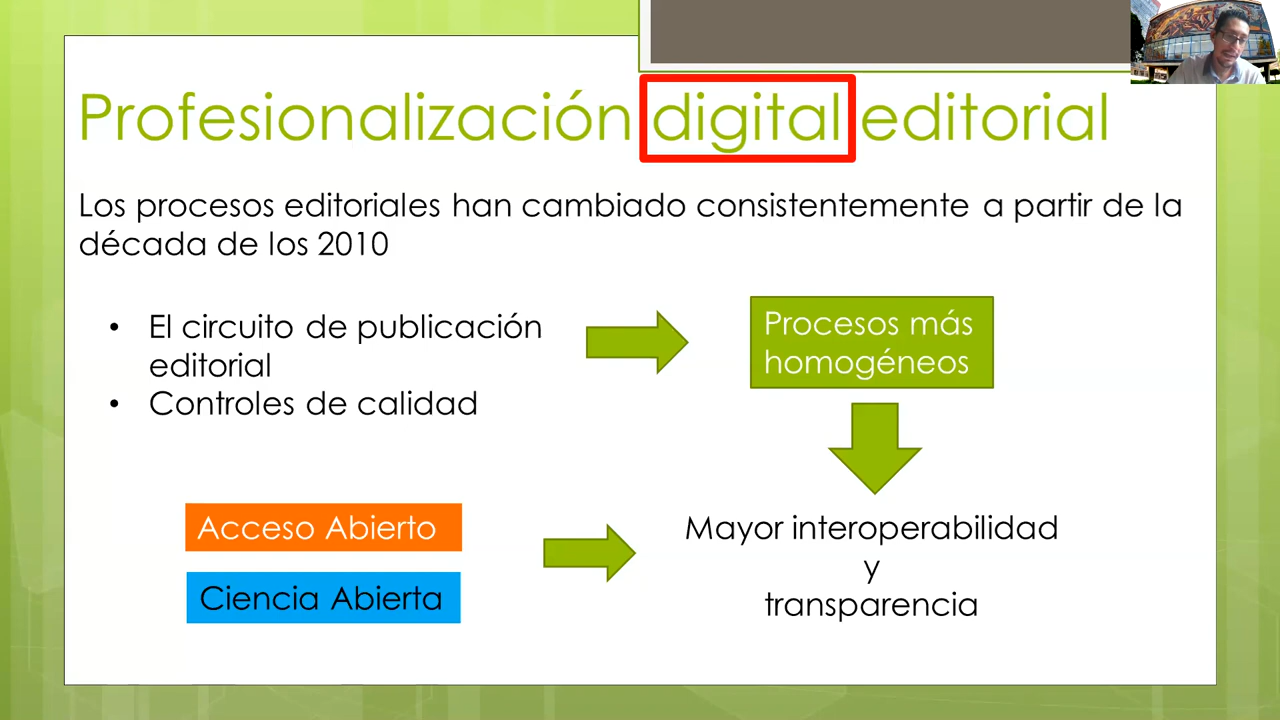 Profesionalización digital editorial
Los procesos editoriales han cambiado consistentemente a partir de la
década de los 2010
• El circuito de publicación
editorial
• Controles de calidad
Procesos más
homogéneos
Acceso Abierto
Ciencia Abierta
Mayor interoperabilidad
y
transparencia